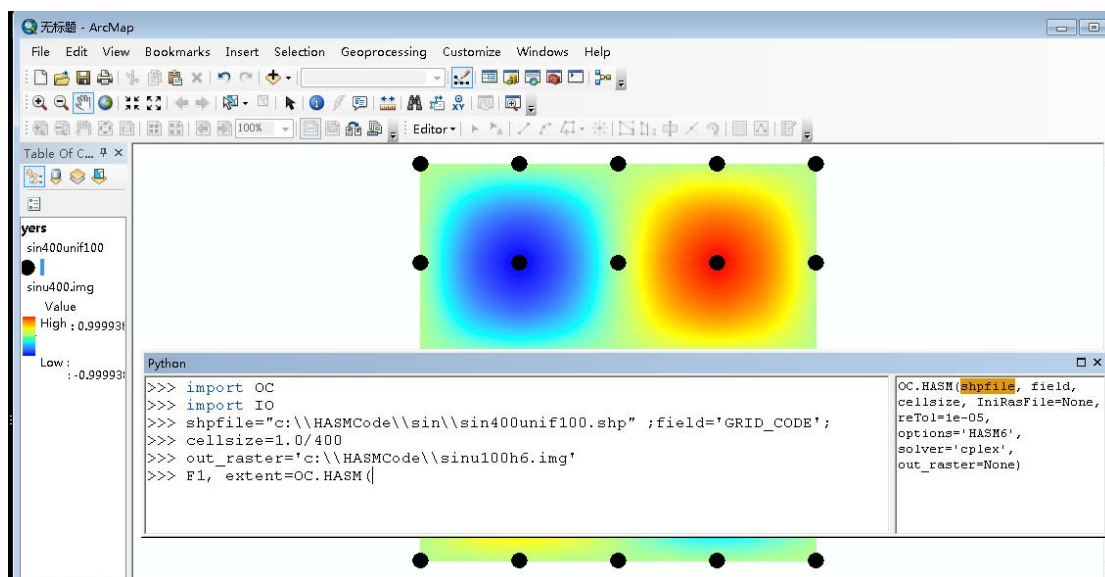 无标题 - ArcMap
File Edit View Bookmarks Insert Selection Geoprocessing Customize Windows Help
100%
Editor
Table Of C...
yers
sin400unif100
sinu400.img
Value
High : 0.999938
Low :
: -0.99993
Python
>>> import OC
>>> import IO
>>> shpfile="c:\\HASMCode\\sin\\sin400unif100.shp" ;field='GRID_CODE';
>>> cellsize=1.0/400
>>> out_raster='c:\\HASMCode\\sinu100h6.img'
>>> F1, extent=OC.HASM(
OC.HASM(shpfile, field,
cellsize, IniRasFile=None,
reTol=1e-05,
options='HASM6',
solver='cplex',
out_raster=None)